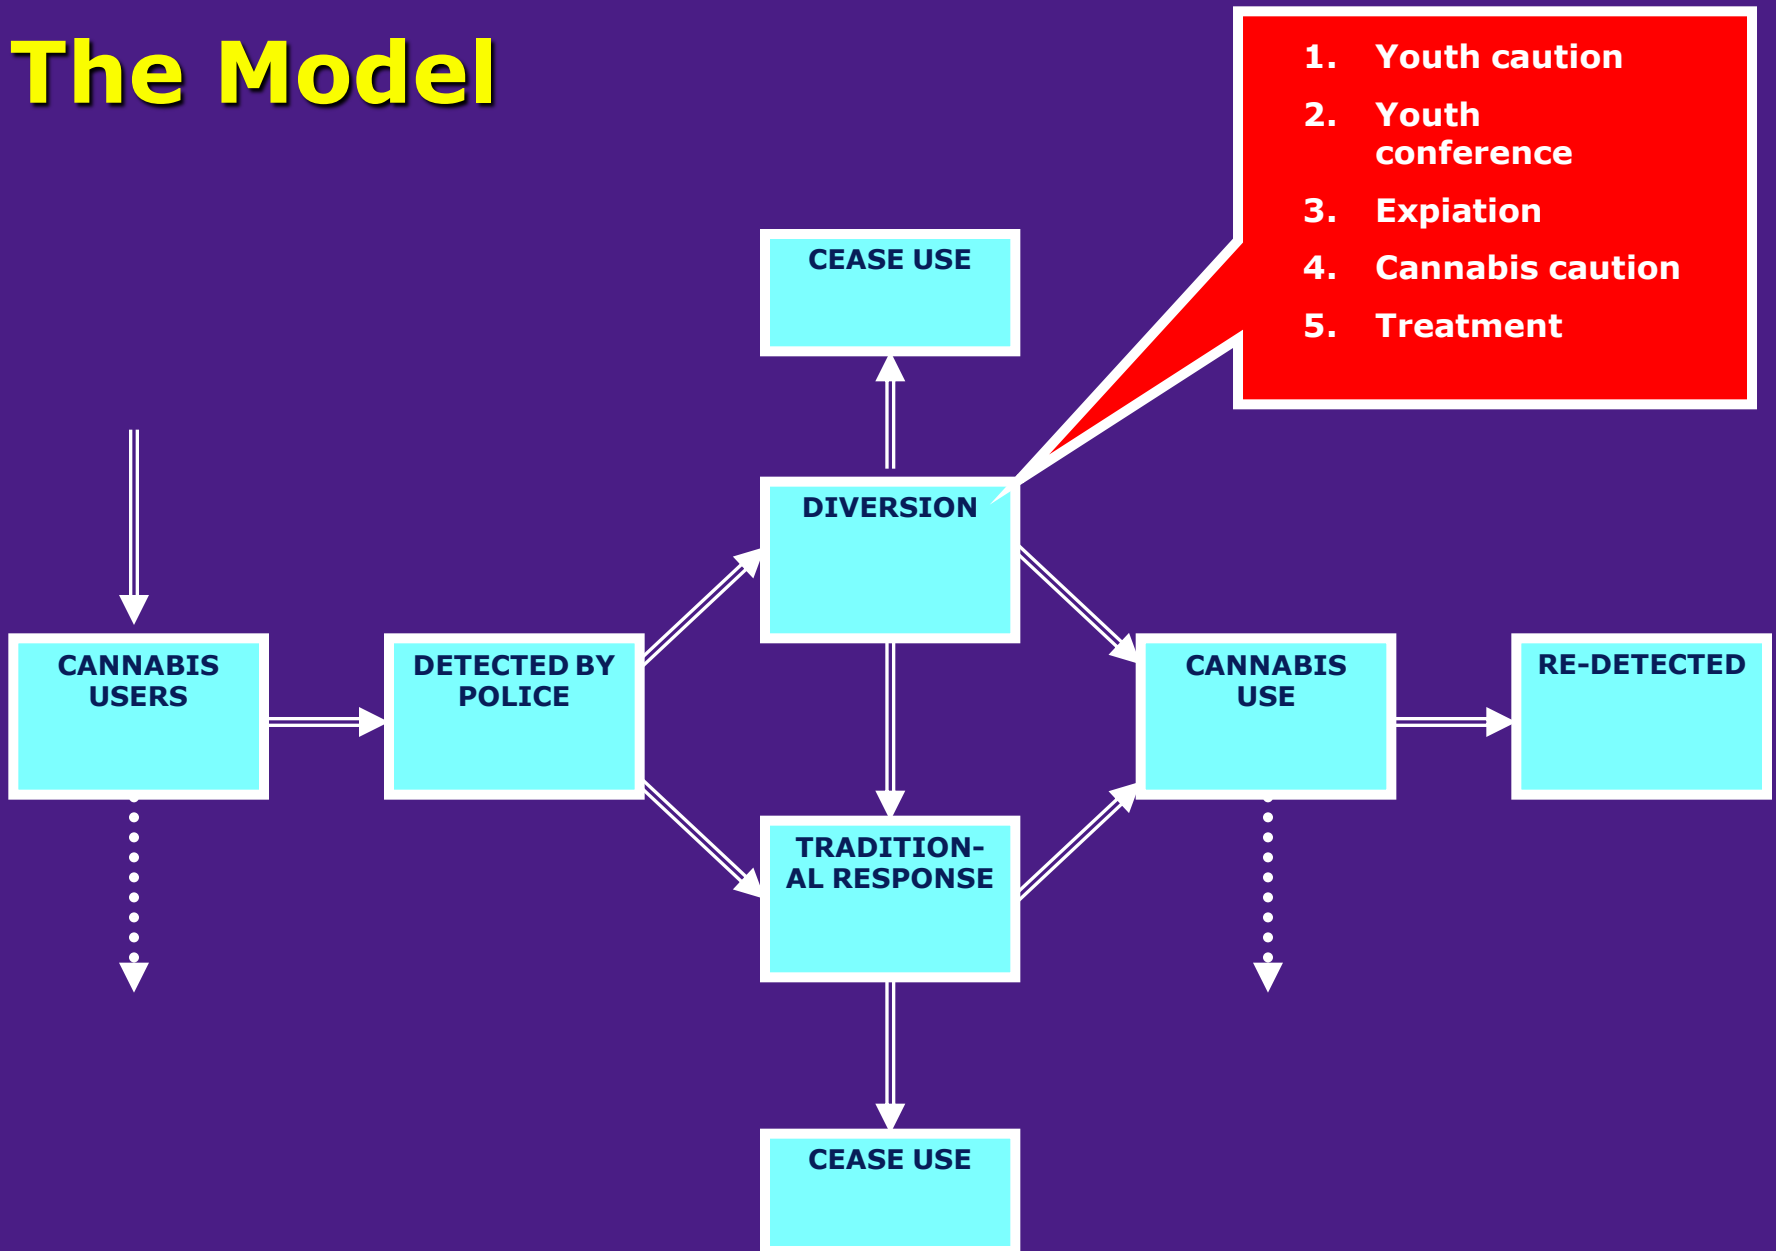 The Model
1. Youth caution
2. Youth
conference
3. Expiation
4. Cannabis caution
5. Treatment
CEASE USE
DIVERSION
CANNABIS
USERS
DETECTED BY
POLICE
CANNABIS
USE
RE-DETECTED
TRADITION-
AL RESPONSE
CEASE USE